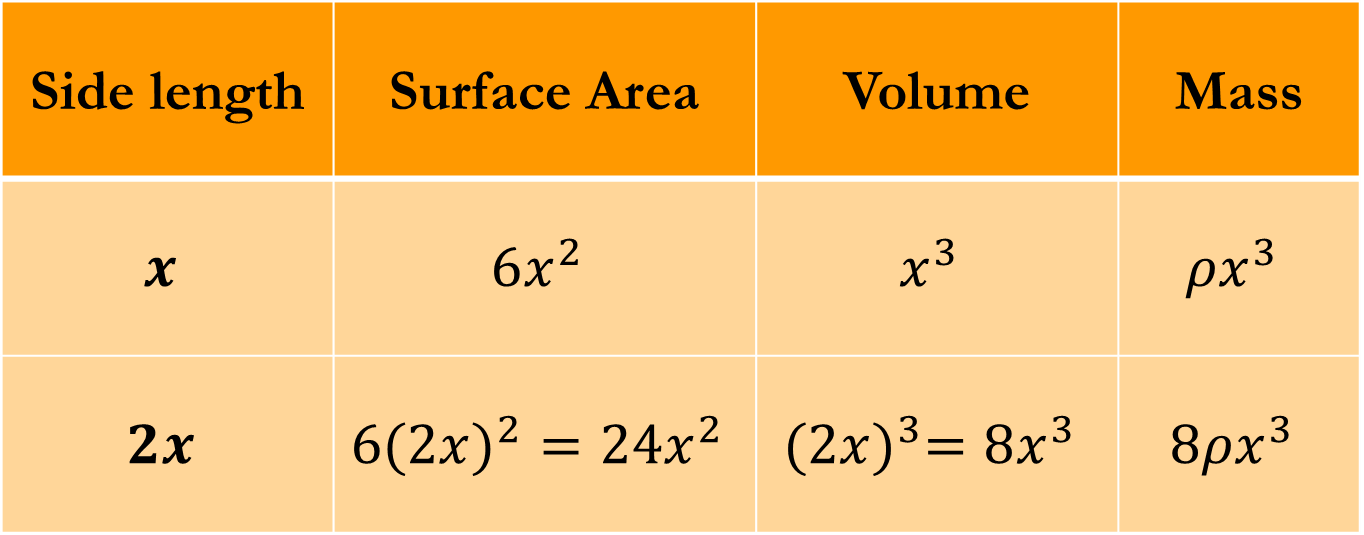 Side length Surface Area Volume Mass
x 6x² x³ ρx³
2x 6(2x)² = 24x² (2x)³= 8x³ 8ρx³